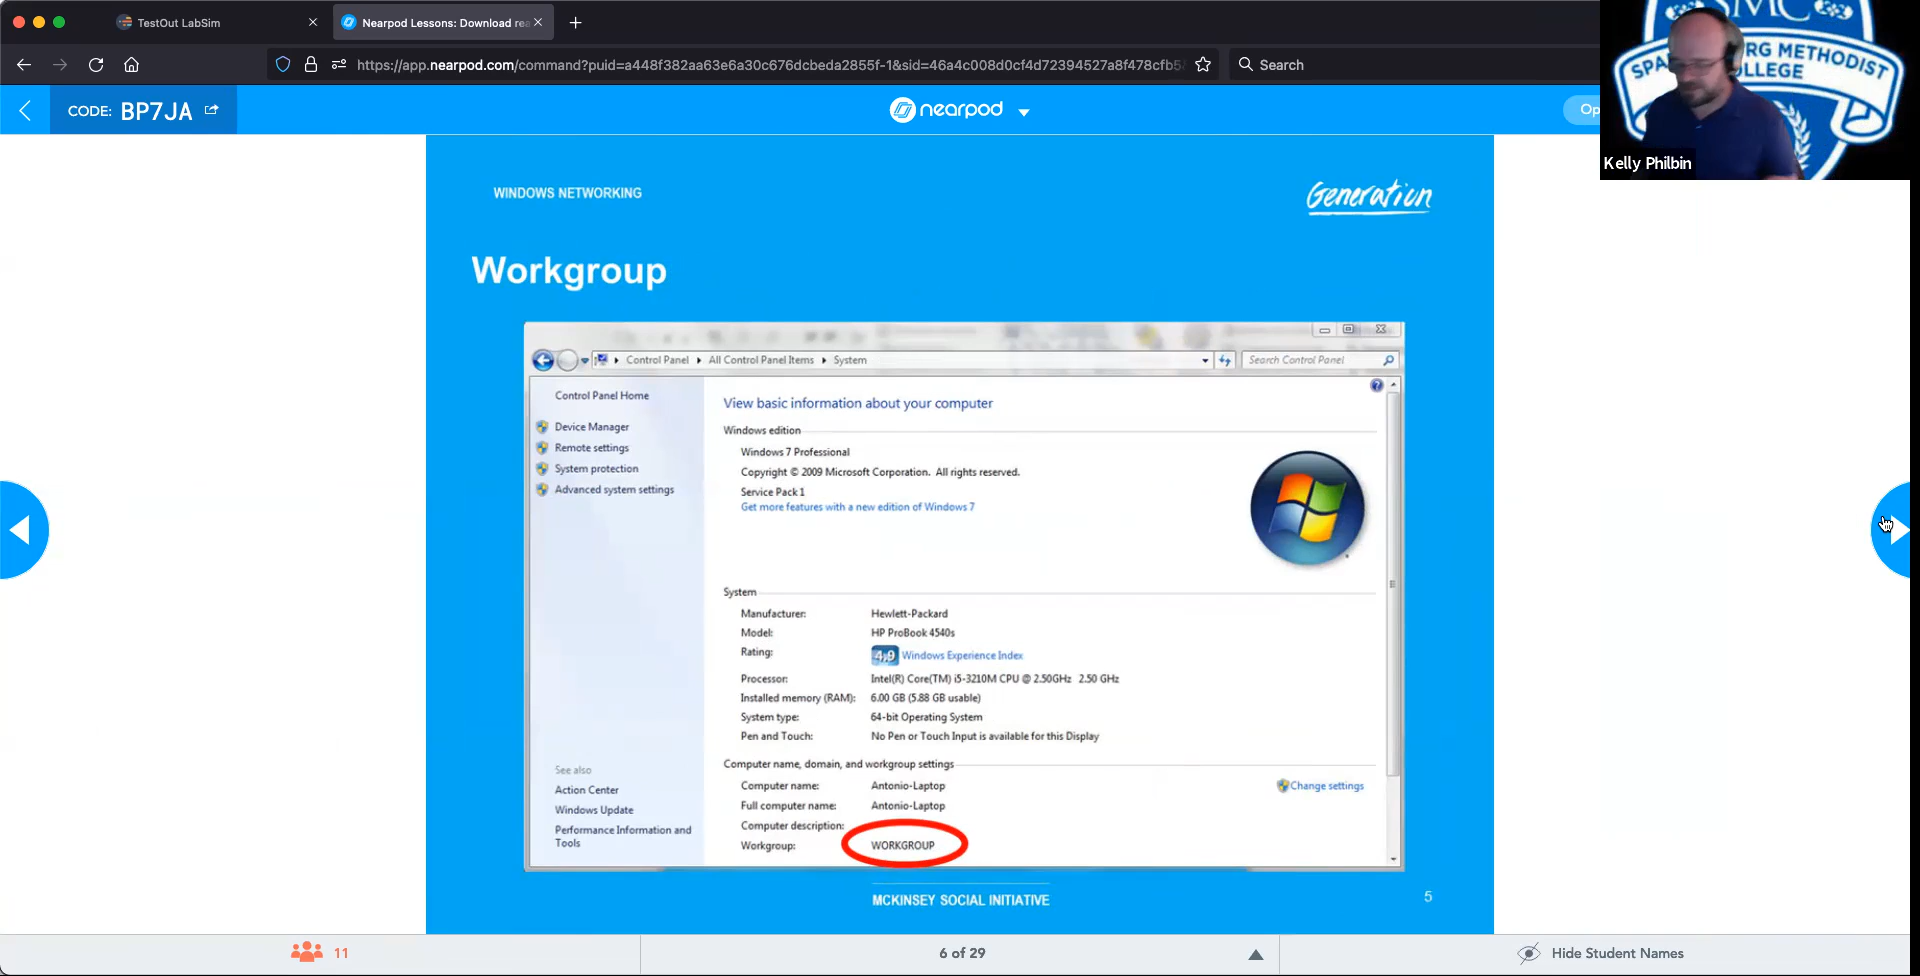 TestOut LabSim
Nearpod Lessons: Download rea
https://app.nearpod.com/command?puid=a448f382aa63e6a30c676dcbeda2855f-1&sid=46a4c008d0cf4d72394527a8f478cfb5
Search
CODE: BP7JA
nearpod
Op
SMC
SPA RG METHODIST
COLLEGE
Kelly Philbin
WINDOWS NETWORKING
Generation
Workgroup
Control Panel
All Control Panel Items
System
Search Control Panel
Control Panel Home
Device Manager
Remote settings
System protection
Advanced system settings
See also
Action Center
Windows Update
Performance Information and
Tools
View basic information about your computer
Windows edition
Windows 7 Professional
Copyright © 2009 Microsoft Corporation. All rights reserved.
Service Pack 1
Get more features with a new edition of Windows 7
System
Manufacturer: Hewlett-Packard
Model: HP ProBook 4540s
Rating: 4,9 Windows Experience Index
Processor: Intel(R) Core(TM) i5-3210M CPU @ 2.50GHz 2.50 GHz
Installed memory (RAM): 6.00 GB (5.88 GB usable)
System type: 64-bit Operating System
Pen and Touch: No Pen or Touch Input is available for this Display
Computer name, domain, and workgroup settings
Computer name: Antonio-Laptop
Change settings
Full computer name: Antonio-Laptop
Computer description:
Workgroup: WORKGROUP
MCKINSEY SOCIAL INITIATIVE
5
11
6 of 29
Hide Student Names